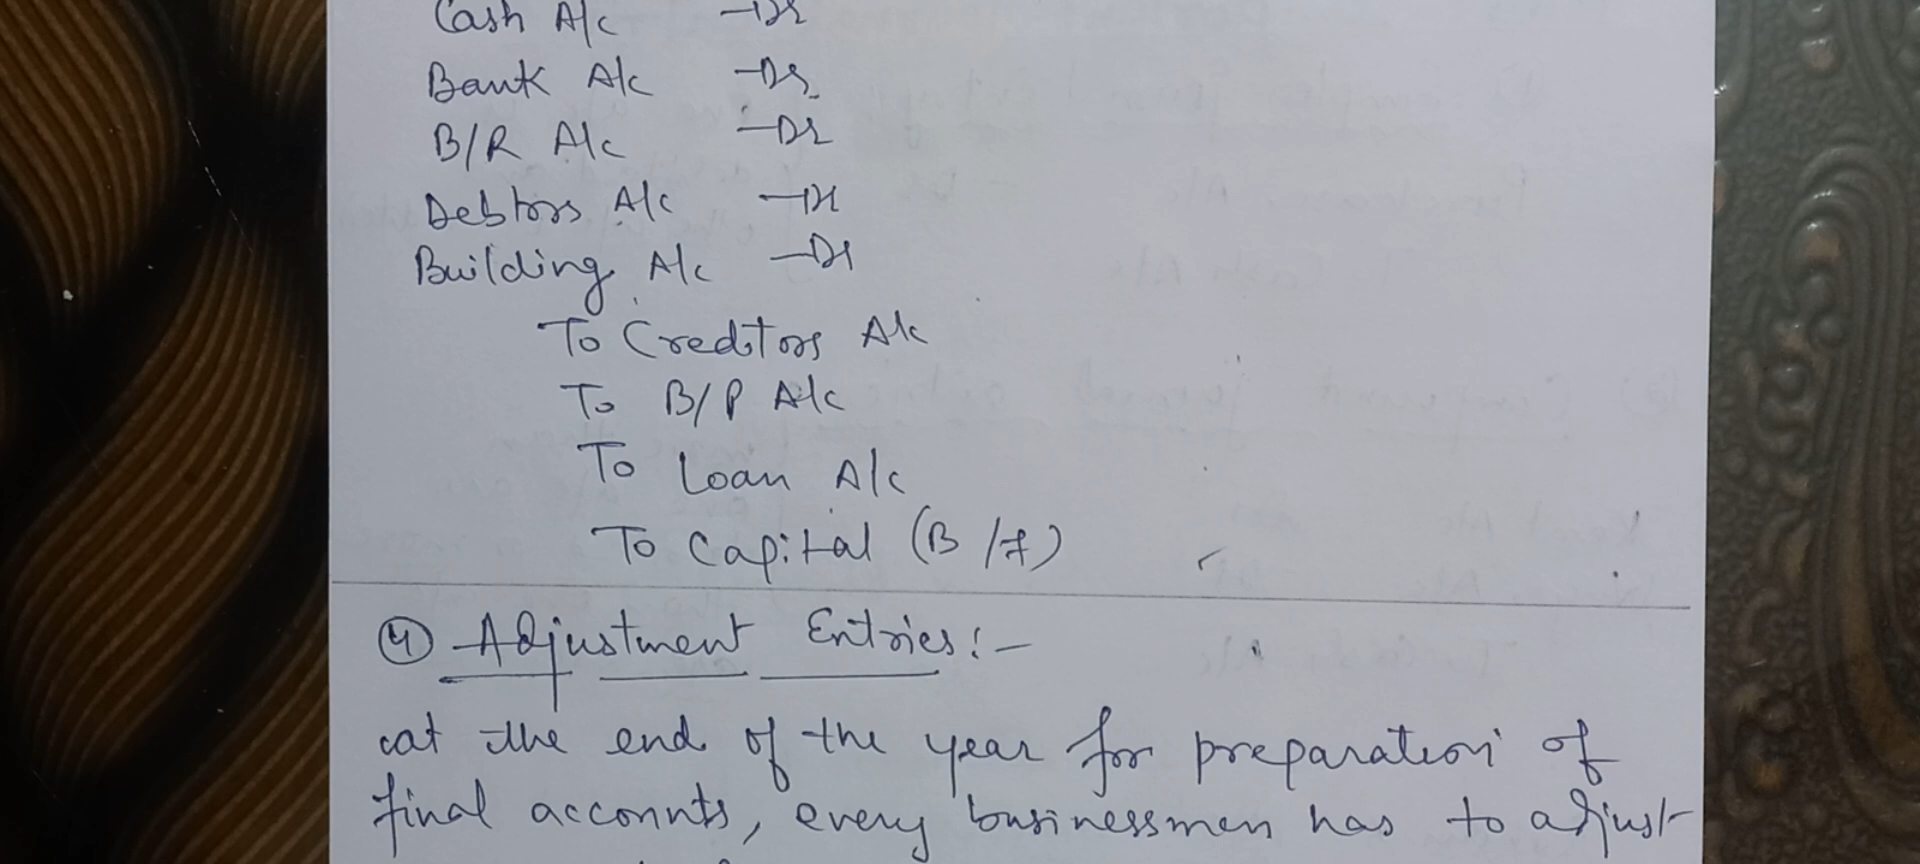 Cash A/c —Dr
Bank A/c —Dr
B/R A/c —Dr
Debtors A/c —Dr
Building A/c —Dr
To Creditors A/c
To B/P A/c
To Loan A/c
To Capital (B/f)
④ Adjustment Entries:-
at the end of the year for preparation of
final accounts, every businessmen has to adjust